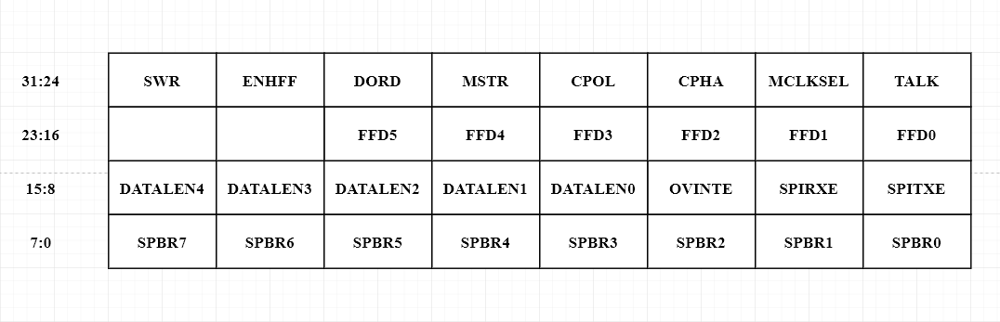 31:24 SWR ENHFF DORD MSTR CPOL CPHA MCLKSEL TALK
23:16 FFD5 FFD4 FFD3 FFD2 FFD1 FFD0
15:8 DATALEN4 DATALEN3 DATALEN2 DATALEN1 DATALEN0 OVINTE SPIRXE SPITXE
7:0 SPBR7 SPBR6 SPBR5 SPBR4 SPBR3 SPBR2 SPBR1 SPBR0